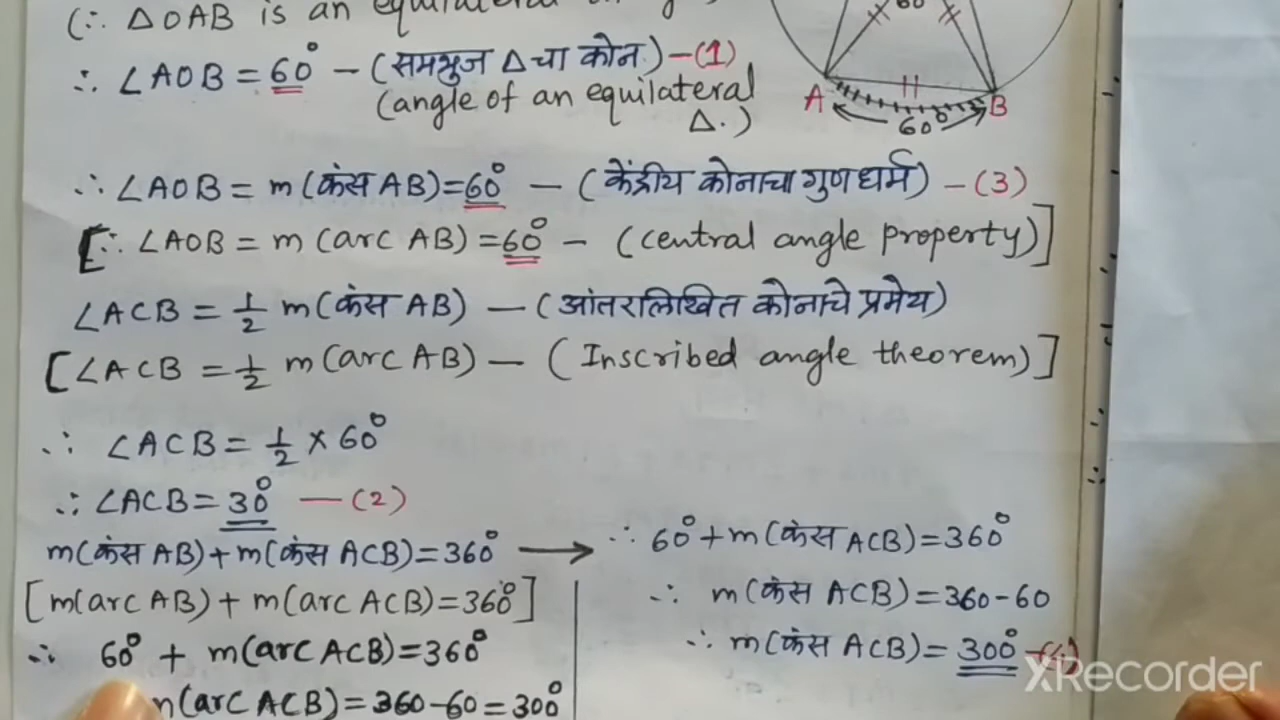 (∵ △OAB is an equilateral
∴ ∠AOB = 60° – (समभुज △चा कोन) –(1)
(angle of an equilateral
△.)
60
A
B
60°
∴ ∠AOB = m(कंस AB)=60° – (केंद्रीय कोनाचा गुणधर्म) –(3)
[∴ ∠AOB = m (arc AB) =60° – (central angle property)]
∠ACB = 1/2 m(कंस AB) – (आंतरलिखित कोनाचे प्रमेय)
[∠ACB = 1/2 m(arc AB) – (Inscribed angle theorem)]
∴ ∠ACB = 1/2 × 60°
∴ ∠ACB = 30° –(2)
m(कंस AB)+m(कंस ACB)=360° →
[m(arc AB) + m(arc ACB)=360°]
∴ 60° + m(arc ACB)=360°
m(arc ACB)=360-60=300°
∴ 60°+m(कंस ACB)=360°
∴ m(कंस ACB)=360-60
∴ m(कंस ACB)= 300°
XRecorder